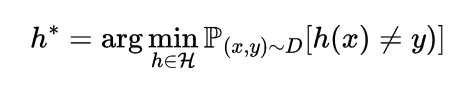 h* = arg min_{h∈ℋ} ℙ_{(x,y)∼D}[h(x) ≠ y)]